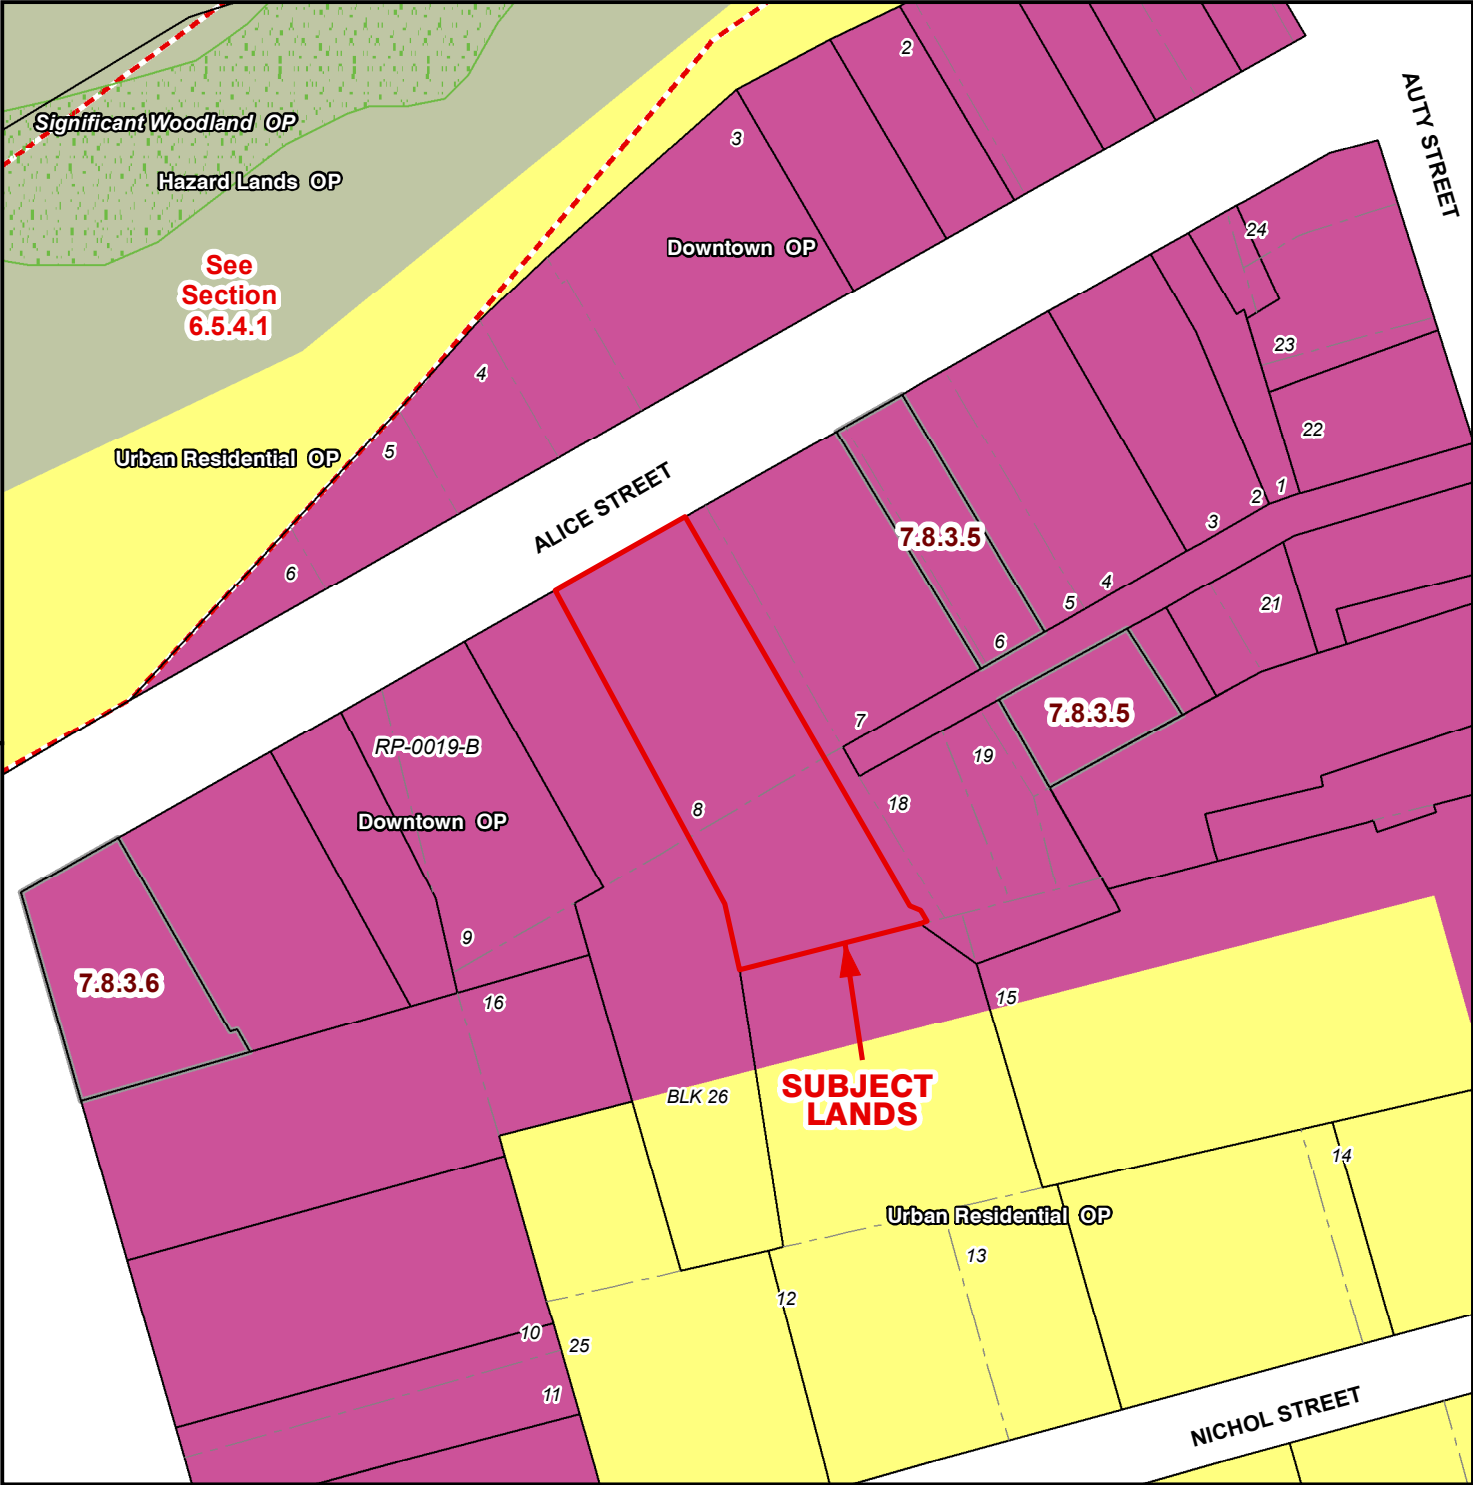 2
AUTY STREET
3
Significant Woodland OP
Hazard Lands OP
24
Downtown OP
See
Section
6.5.4.1
23
4
22
5
Urban Residential OP
1
2
ALICE STREET
3
7.8.3.5
6
4
5
21
6
7
7.8.3.5
RP-0019-B
19
18
8
Downtown OP
9
7.8.3.6
16
15
SUBJECT
LANDS
BLK 26
14
Urban Residential OP
13
12
10
25
11
NICHOL STREET